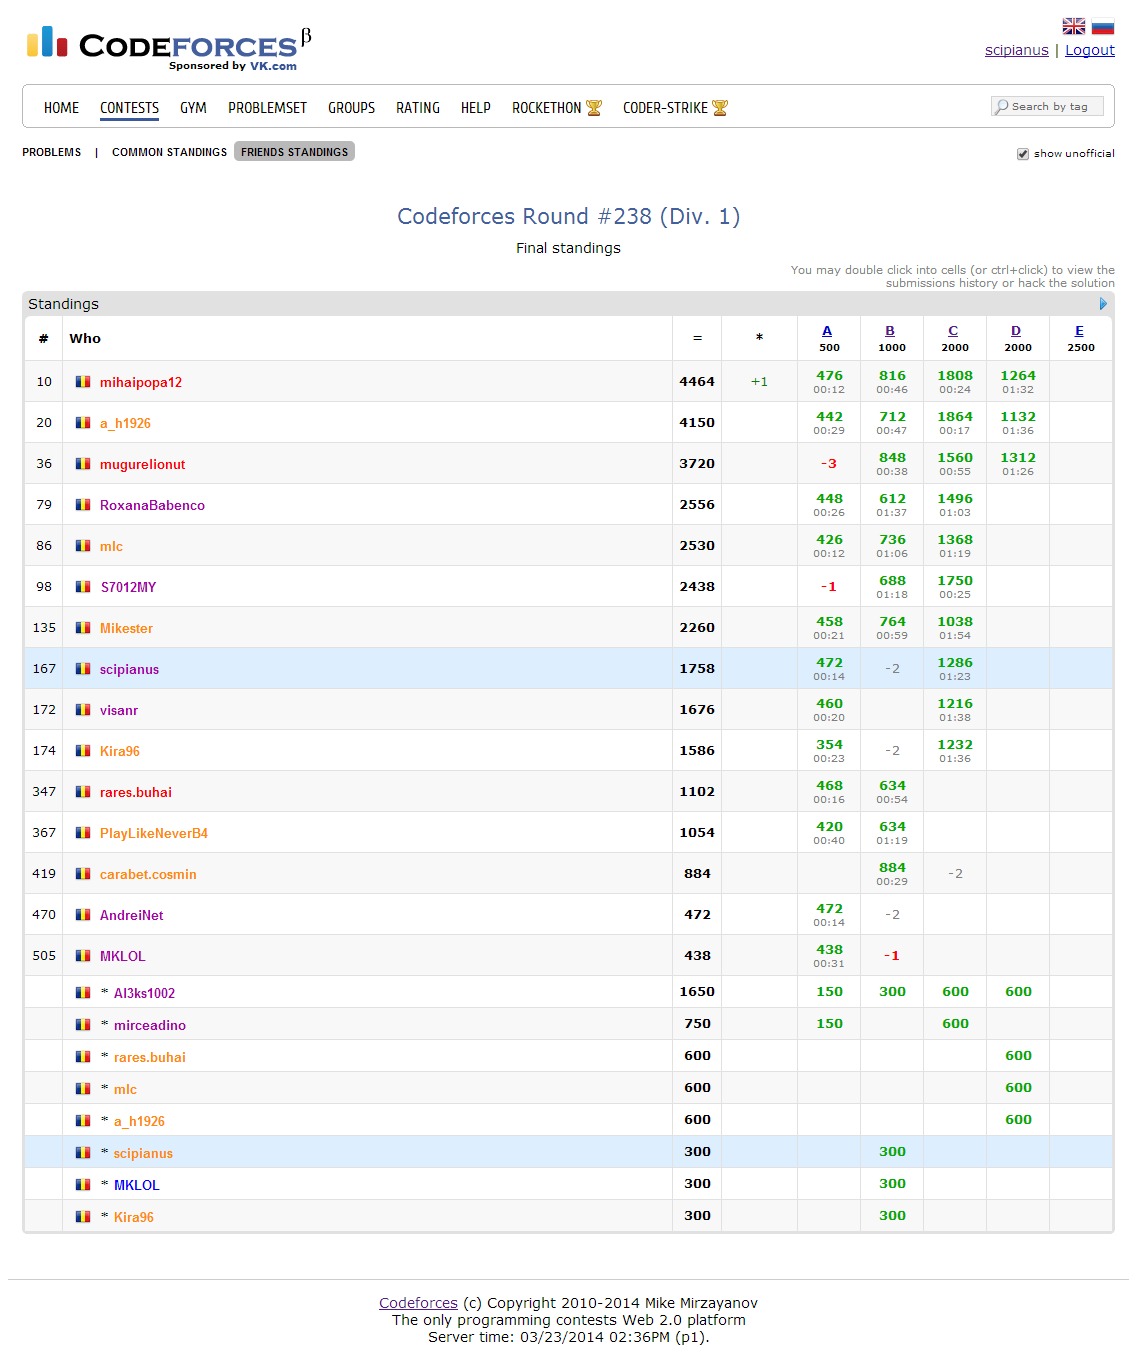 CODEFORCES β
Sponsored by VK.com
scipianus | Logout
HOME CONTESTS GYM PROBLEMSET GROUPS RATING HELP ROCKETHON CODER-STRIKE Search by tag
PROBLEMS | COMMON STANDINGS FRIENDS STANDINGS show unofficial
Codeforces Round #238 (Div. 1)
Final standings
You may double click into cells (or ctrl+click) to view the
submissions history or hack the solution
Standings
# Who = * A B C D E
500 1000 2000 2000 2500
10 mihaipopa12 4464 +1 476 816 1808 1264
00:12 00:46 00:24 01:32
20 a_h1926 4150 442 712 1864 1132
00:29 00:47 00:17 01:36
36 mugurelionut 3720 -3 848 1560 1312
00:38 00:55 01:26
79 RoxanaBabenco 2556 448 612 1496
00:26 01:37 01:03
86 mlc 2530 426 736 1368
00:12 01:06 01:19
98 S7012MY 2438 -1 688 1750
01:18 00:25
135 Mikester 2260 458 764 1038
00:21 00:59 01:54
167 scipianus 1758 472 -2 1286
00:14 01:23
172 visanr 1676 460 1216
00:20 01:38
174 Kira96 1586 354 -2 1232
00:23 01:36
347 rares.buhai 1102 468 634
00:16 00:54
367 PlayLikeNeverB4 1054 420 634
00:40 01:19
419 carabet.cosmin 884 884 -2
00:29
470 AndreiNet 472 472 -2
00:14
505 MKLOL 438 438 -1
00:31
* Al3ks1002 1650 150 300 600 600
* mirceadino 750 150 600
* rares.buhai 600 600
* mlc 600 600
* a_h1926 600 600
* scipianus 300 300
* MKLOL 300 300
* Kira96 300 300
Codeforces (c) Copyright 2010-2014 Mike Mirzayanov
The only programming contests Web 2.0 platform
Server time: 03/23/2014 02:36PM (p1).